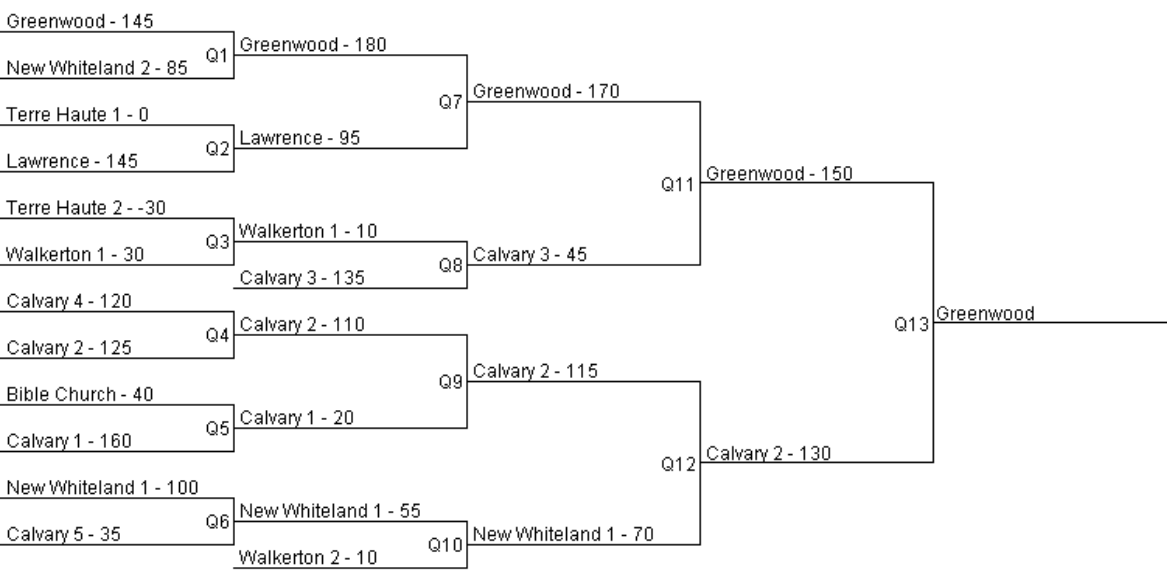 Greenwood - 145
Q1
New Whiteland 2 - 85
Terre Haute 1 - 0
Q2
Lawrence - 145
Terre Haute 2 - -30
Q3
Walkerton 1 - 30
Calvary 4 - 120
Q4
Calvary 2 - 125
Bible Church - 40
Q5
Calvary 1 - 160
New Whiteland 1 - 100
Q6
Calvary 5 - 35
Greenwood - 180
Q7
Lawrence - 95
Walkerton 1 - 10
Q8
Calvary 3 - 135
Calvary 2 - 110
Q9
Calvary 1 - 20
New Whiteland 1 - 55
Q10
Walkerton 2 - 10
Greenwood - 170
Q11
Calvary 3 - 45
Calvary 2 - 115
Q12
New Whiteland 1 - 70
Greenwood - 150
Q13
Calvary 2 - 130
Greenwood